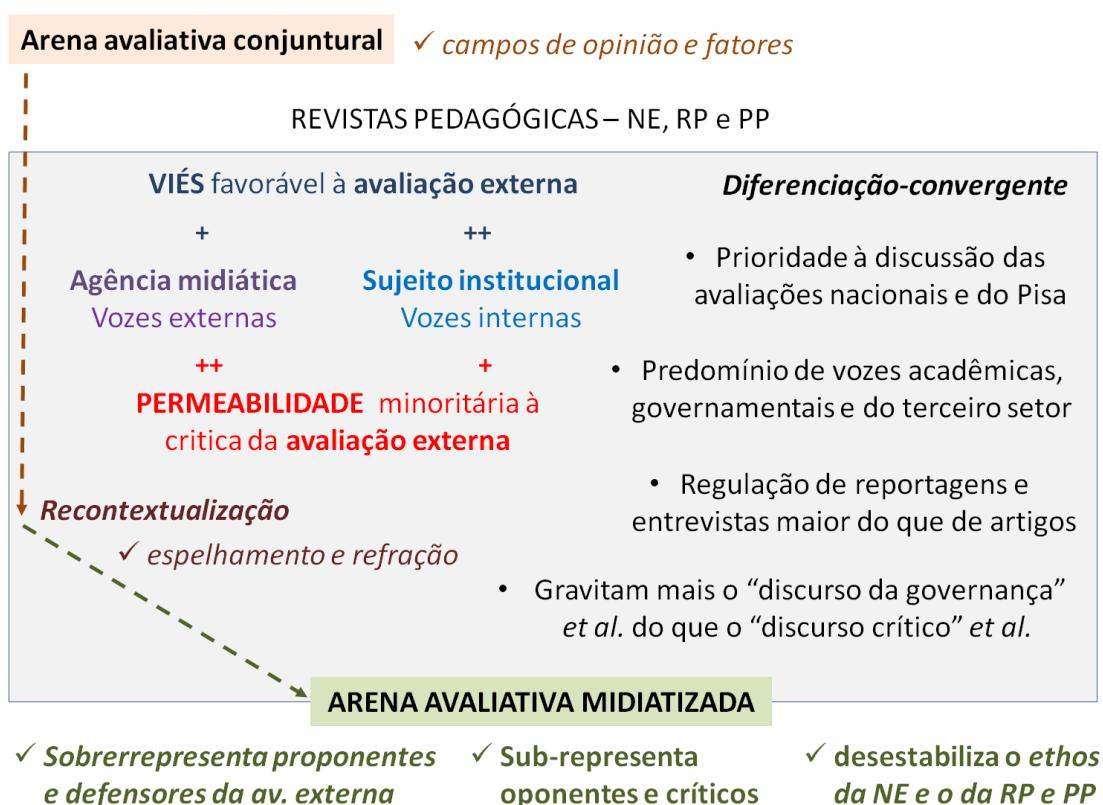 Arena avaliativa conjuntural
✓ campos de opinião e fatores
REVISTAS PEDAGÓGICAS – NE, RP e PP
VIÉS favorável à avaliação externa
+ ++
Agência midiática
Vozes externas
Sujeito institucional
Vozes internas
++ +
PERMEABILIDADE minoritária à
critica da avaliação externa
Recontextualização
✓ espelhamento e refração
Diferenciação-convergente
• Prioridade à discussão das
avaliações nacionais e do Pisa
• Predomínio de vozes acadêmicas,
governamentais e do terceiro setor
• Regulação de reportagens e
entrevistas maior do que de artigos
• Gravitam mais o “discurso da governança”
et al. do que o “discurso crítico” et al.
ARENA AVALIATIVA MIDIATIZADA
✓ Sobrerrepresenta proponentes
e defensores da av. externa
✓ Sub-representa
oponentes e críticos
✓ desestabiliza o ethos
da NE e o da RP e PP